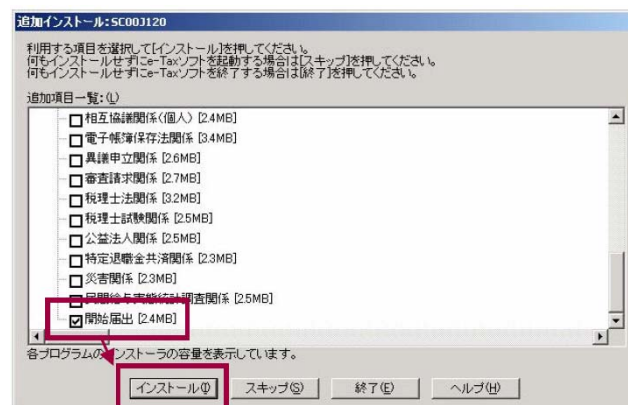 追加インストール:SC00J120
利用する項目を選択して[インストール]を押してください。
何もインストールせずにe-Taxソフトを起動する場合は[スキップ]を押してください。
何もインストールせずにe-Taxソフトを終了する場合は[終了]を押してください。
追加項目一覧:(L)
相互協議関係(個人) [2.4MB]
電子帳簿保存法関係 [3.4MB]
異議申立関係 [2.6MB]
審査請求関係 [2.7MB]
税理士法関係 [3.2MB]
税理士試験関係 [2.5MB]
公益法人関係 [2.5MB]
特定退職金共済関係 [2.3MB]
災害関係 [2.3MB]
民間給与実態統計調査関係 [2.5MB]
開始届出 [2.4MB]
各プログラムのインストーラの容量を表示しています。
インストール(I) スキップ(S) 終了(E) ヘルプ(H)